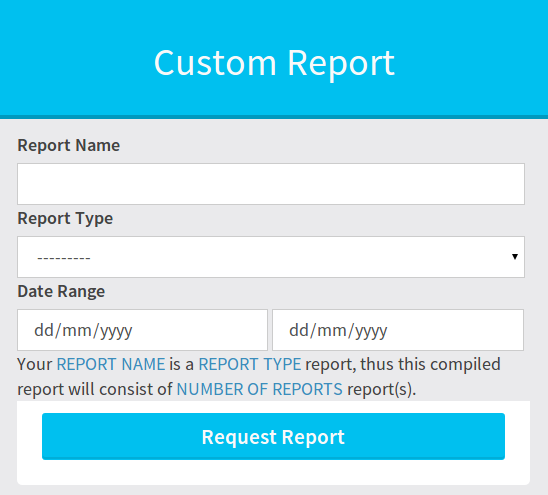 Custom Report
Report Name
Report Type
---------
Date Range
dd/mm/yyyy dd/mm/yyyy
Your REPORT NAME is a REPORT TYPE report, thus this compiled
report will consist of NUMBER OF REPORTS report(s).
Request Report